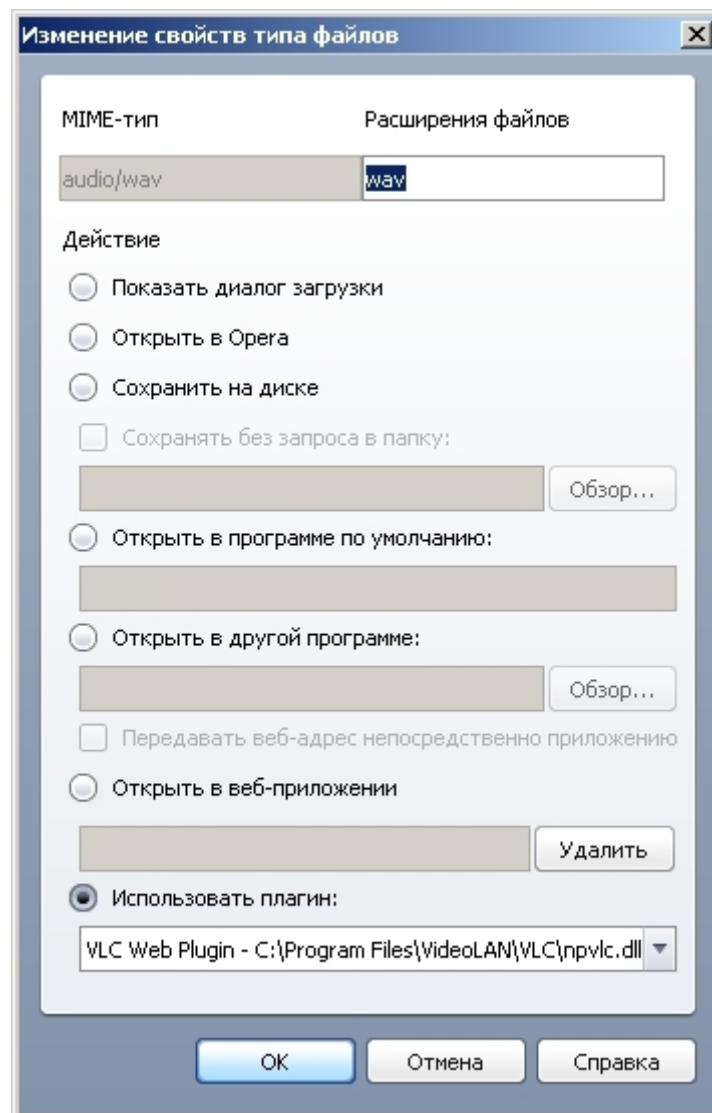 Изменение свойств типа файлов
MIME-тип Расширения файлов
audio/wav wav
Действие
Показать диалог загрузки
Открыть в Opera
Сохранить на диске
Сохранять без запроса в папку:
Обзор...
Открыть в программе по умолчанию:
Открыть в другой программе:
Обзор...
Передавать веб-адрес непосредственно приложению
Открыть в веб-приложении
Удалить
Использовать плагин:
VLC Web Plugin - C:\Program Files\VideoLAN\VLC\npvlc.dll
OK Отмена Справка